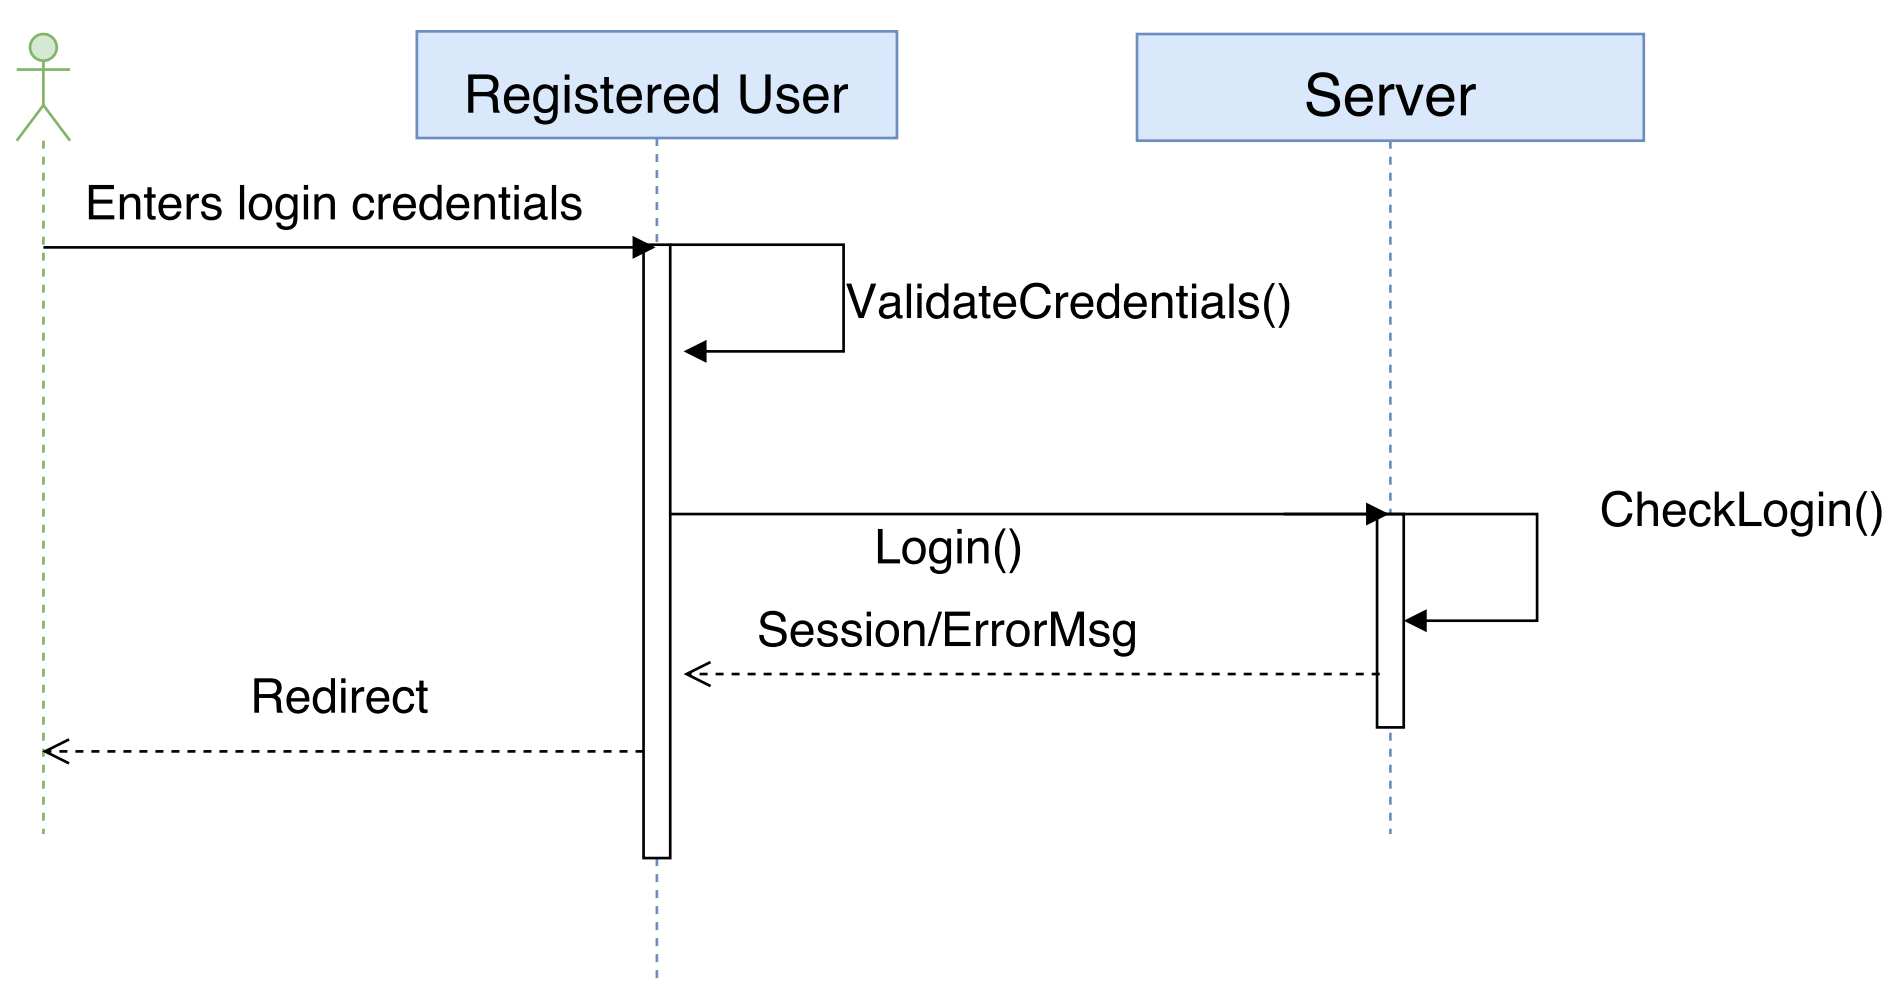 Registered User
Server
Enters login credentials
ValidateCredentials()
CheckLogin()
Login()
Session/ErrorMsg
Redirect